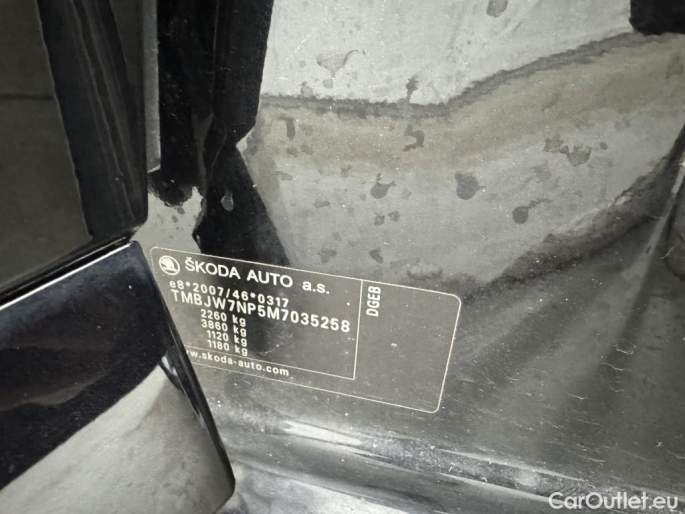 ŠKODA AUTO a.s.
e8*2007/46*0317
TMBJW7NP5M7035258
2260 kg
3860 kg
1120 kg
1180 kg
www.skoda-auto.com
DGEB
CarOutlet.eu